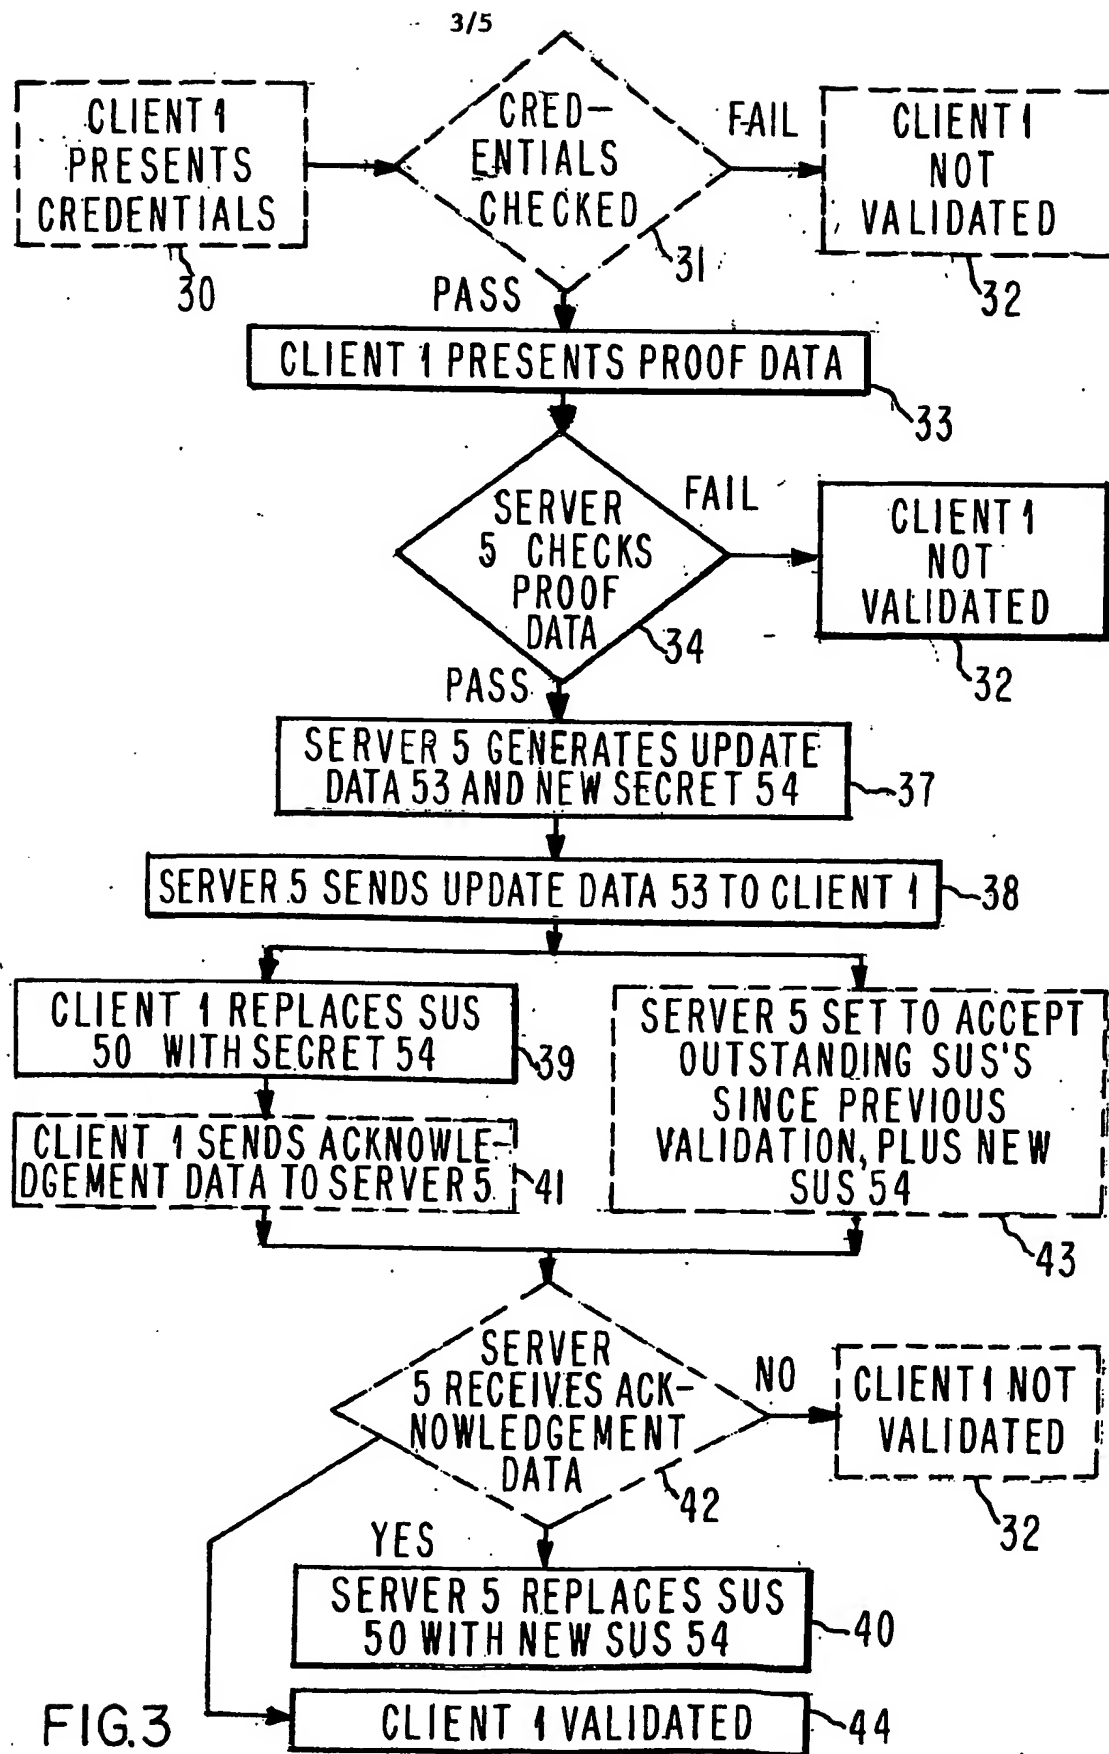 3/5
CLIENT 1
PRESENTS
CREDENTIALS
30
CRED-
ENTIALS
CHECKED
31
FAIL
CLIENT 1
NOT
VALIDATED
32
PASS
CLIENT 1 PRESENTS PROOF DATA
33
SERVER
5 CHECKS
PROOF
DATA
34
FAIL
CLIENT 1
NOT
VALIDATED
32
PASS
SERVER 5 GENERATES UPDATE
DATA 53 AND NEW SECRET 54
37
SERVER 5 SENDS UPDATE DATA 53 TO CLIENT 1
38
CLIENT 1 REPLACES SUS
50 WITH SECRET 54
39
CLIENT 1 SENDS ACKNOWLE-
DGEMENT DATA TO SERVER 5
41
SERVER 5 SET TO ACCEPT
OUTSTANDING SUS'S
SINCE PREVIOUS
VALIDATION, PLUS NEW
SUS 54
43
SERVER
5 RECEIVES ACK-
NOWLEDGEMENT
DATA
42
NO
CLIENT 1 NOT
VALIDATED
32
YES
SERVER 5 REPLACES SUS
50 WITH NEW SUS 54
40
CLIENT 1 VALIDATED
44
FIG.3